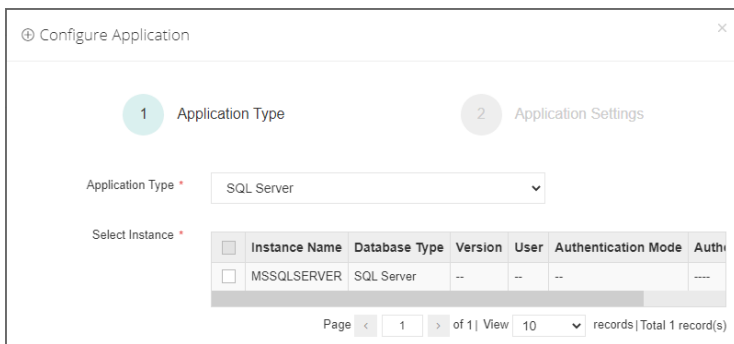 ⊕ Configure Application ×
1 Application Type 2 Application Settings
Application Type * SQL Server
Select Instance *
Instance Name Database Type Version User Authentication Mode Authe
MSSQLSERVER SQL Server -- -- -- ----
Page < 1 > of 1 | View 10 records | Total 1 record(s)